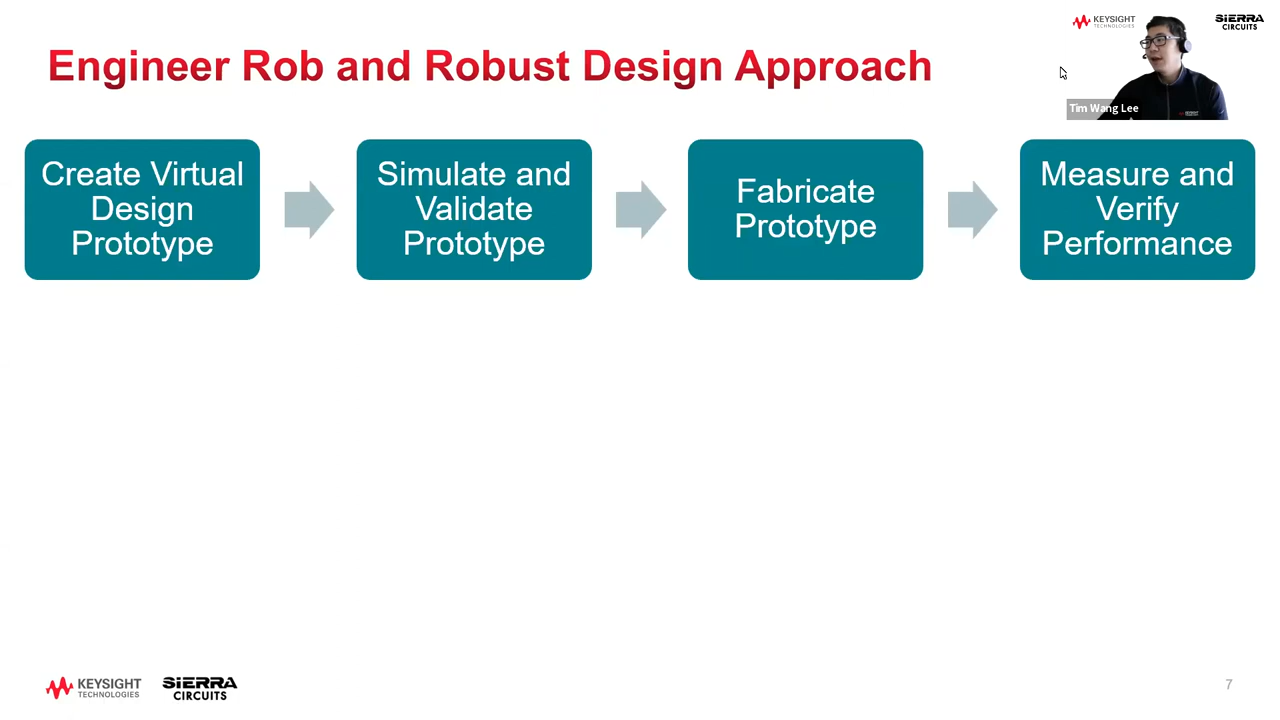 Engineer Rob and Robust Design Approach
KEYSIGHT
TECHNOLOGIES
SIERRA
CIRCUITS
Tim Wang Lee
Create Virtual
Design
Prototype
Simulate and
Validate
Prototype
Fabricate
Prototype
Measure and
Verify
Performance
KEYSIGHT
TECHNOLOGIES
SIERRA
CIRCUITS
7